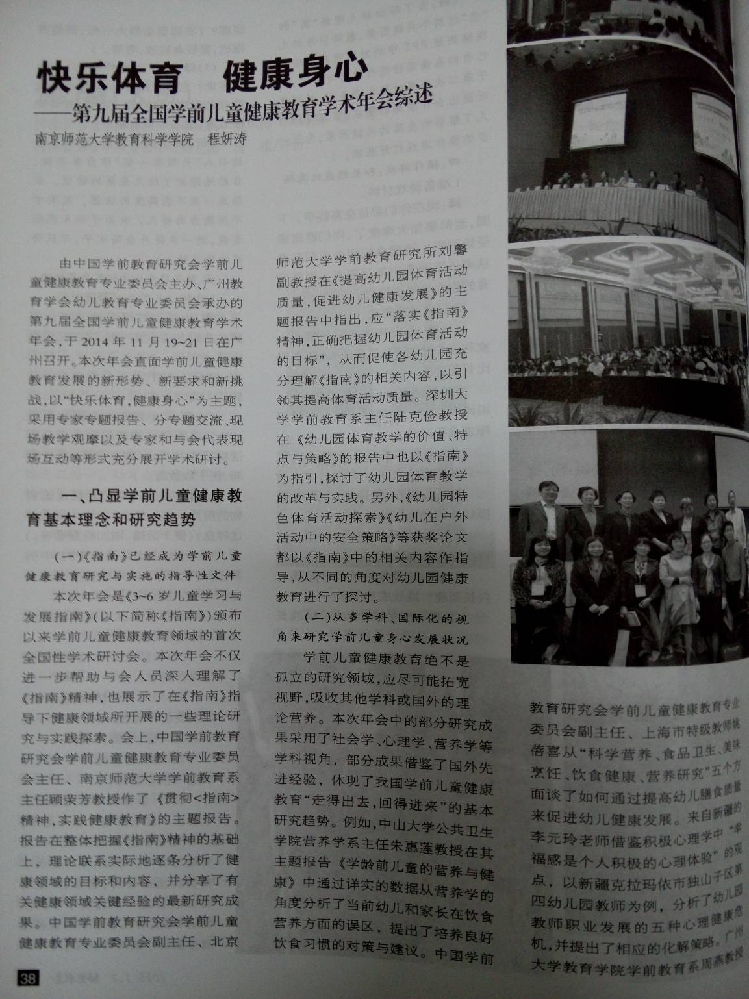 快乐体育　健康身心
——第九届全国学前儿童健康教育学术年会综述
南京师范大学教育科学学院　程妍涛
由中国学前教育研究会学前儿
童健康教育专业委员会主办、广州教
育学会幼儿教育专业委员会承办的
第九届全国学前儿童健康教育学术
年会，于 2014 年 11 月 19~21 日在广
州召开。本次年会直面学前儿童健康
教育发展的新形势、新要求和新挑
战，以“快乐体育，健康身心”为主题，
采用专家专题报告、分专题交流、现
场教学观摩以及专家和与会代表现
场互动等形式充分展开学术研讨。
一、凸显学前儿童健康教
育基本理念和研究趋势
(一)《指南》已经成为学前儿童
健康教育研究与实施的指导性文件
本次年会是《3~6 岁儿童学习与
发展指南》(以下简称《指南》)颁布
以来学前儿童健康教育领域的首次
全国性学术研讨会。本次年会不仅
进一步帮助与会人员深入理解了
《指南》精神，也展示了在《指南》指
导下健康领域所开展的一些理论研
究与实践探索。会上，中国学前教育
研究会学前儿童健康教育专业委员
会主任、南京师范大学学前教育系
主任顾荣芳教授作了《贯彻<指南>
精神，实践健康教育》的主题报告。
报告在整体把握《指南》精神的基础
上，理论联系实际地逐条分析了健
康领域的目标和内容，并分享了有
关健康领域关键经验的最新研究成
果。中国学前教育研究会学前儿童
健康教育专业委员会副主任、北京
师范大学学前教育研究所刘馨
副教授在《提高幼儿园体育活动
质量，促进幼儿健康发展》的主
题报告中指出，应“落实《指南》
精神，正确把握幼儿园体育活动
的目标”，从而促使各幼儿园充
分理解《指南》的相关内容，以引
领其提高体育活动质量。深圳大
学学前教育系主任陆克俭教授
在《幼儿园体育教学的价值、特
点与策略》的报告中也以《指南》
为指引，探讨了幼儿园体育教学
的改革与实践。另外，《幼儿园特
色体育活动探索》《幼儿在户外
活动中的安全策略》等获奖论文
都以《指南》中的相关内容作指
导，从不同的角度对幼儿园健康
教育进行了探讨。
(二)从多学科、国际化的视
角来研究学前儿童身心发展状况
学前儿童健康教育绝不是
孤立的研究领域，应尽可能拓宽
视野，吸收其他学科或国外的理
论营养。本次年会中的部分研究成
果采用了社会学、心理学、营养学等
学科视角，部分成果借鉴了国外先
进经验，体现了我国学前儿童健康
教育“走得出去，回得进来”的基本
研究趋势。例如，中山大学公共卫生
学院营养学系主任朱惠莲教授在其
主题报告《学龄前儿童的营养与健
康》中通过详实的数据从营养学的
角度分析了当前幼儿和家长在饮食
营养方面的误区，提出了培养良好
饮食习惯的对策与建议。中国学前
教育研究会学前儿童健康教育专业
委员会副主任、上海市特级教师姚
蓓喜从“科学营养、食品卫生、美味
烹饪、饮食健康、营养研究”五个方
面谈了如何通过提高幼儿膳食质量
来促进幼儿健康发展。来自新疆的
李元玲老师借鉴积极心理学中“幸
福感是个人积极的心理体验”的观
点，以新疆克拉玛依市独山子区第
四幼儿园教师为例，分析了幼儿园
教师职业发展的五种心理健康危
机，并提出了相应的化解策略。广州
大学教育学院学前教育系周燕教授
38